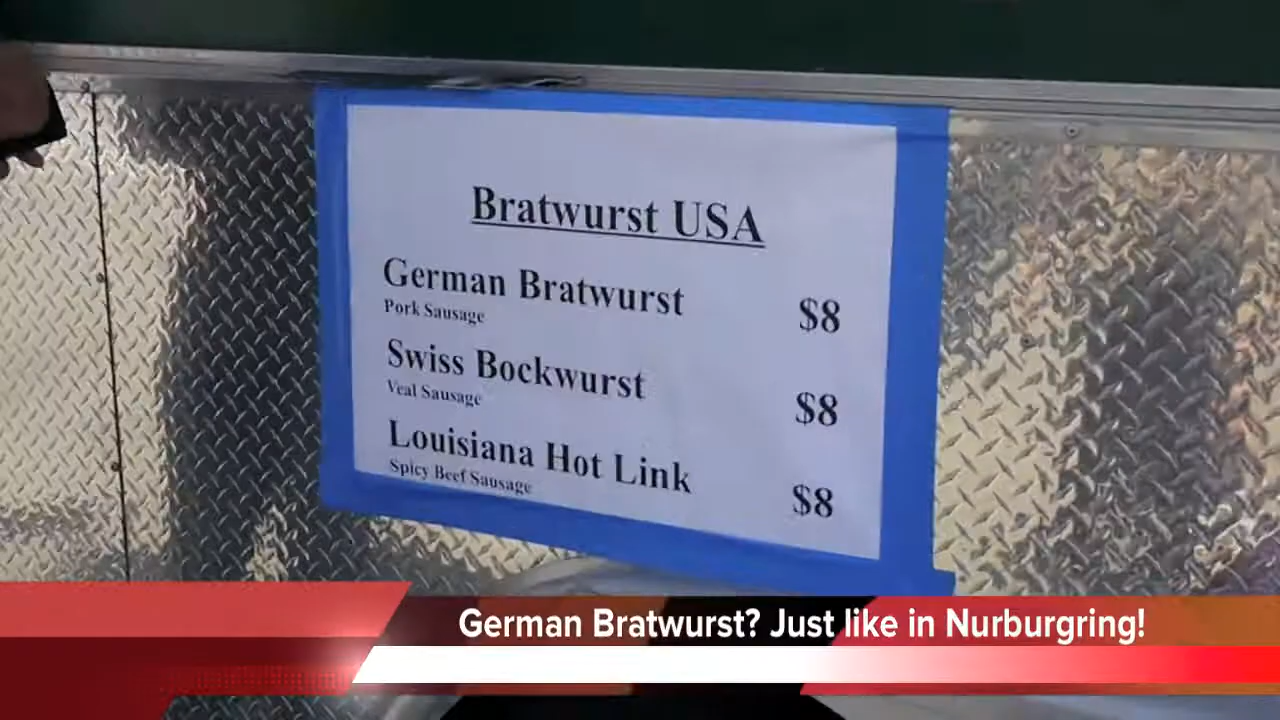 Bratwurst USA
German Bratwurst $8
Pork Sausage
Swiss Bockwurst $8
Veal Sausage
Louisiana Hot Link $8
Spicy Beef Sausage
German Bratwurst? Just like in Nurburgring!